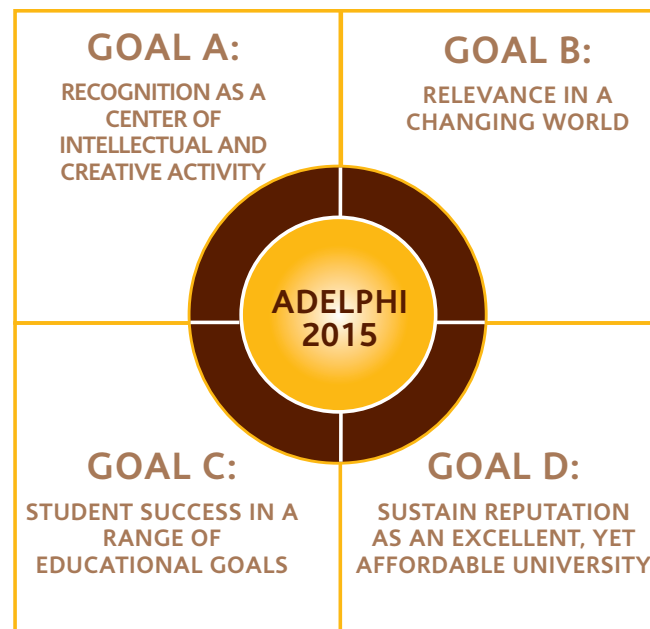 GOAL A:
RECOGNITION AS A
CENTER OF
INTELLECTUAL AND
CREATIVE ACTIVITY
GOAL B:
RELEVANCE IN A
CHANGING WORLD
ADELPHI
2015
GOAL C:
STUDENT SUCCESS IN A
RANGE OF
EDUCATIONAL GOALS
GOAL D:
SUSTAIN REPUTATION
AS AN EXCELLENT, YET
AFFORDABLE UNIVERSITY